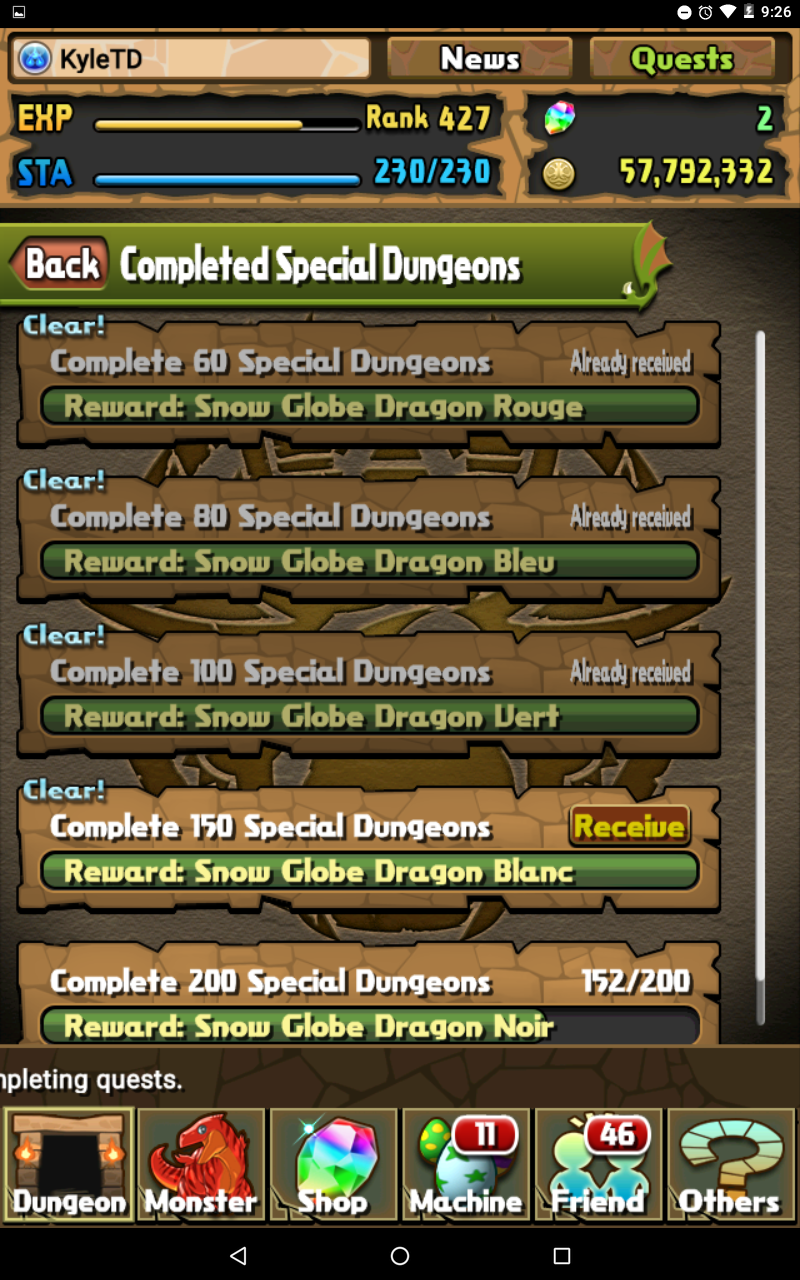 9:26
KyleTD
News
Quests
EXP
Rank 427
2
STA
230/230
57,792,332
Back
Completed Special Dungeons
Clear!
Complete 60 Special Dungeons
Already received
Reward: Snow Globe Dragon Rouge
Clear!
Complete 80 Special Dungeons
Already received
Reward: Snow Globe Dragon Bleu
Clear!
Complete 100 Special Dungeons
Already received
Reward: Snow Globe Dragon Vert
Clear!
Complete 150 Special Dungeons
Receive
Reward: Snow Globe Dragon Blanc
Complete 200 Special Dungeons
152/200
Reward: Snow Globe Dragon Noir
mpleting quests.
11
46
Dungeon
Monster
Shop
Machine
Friend
Others